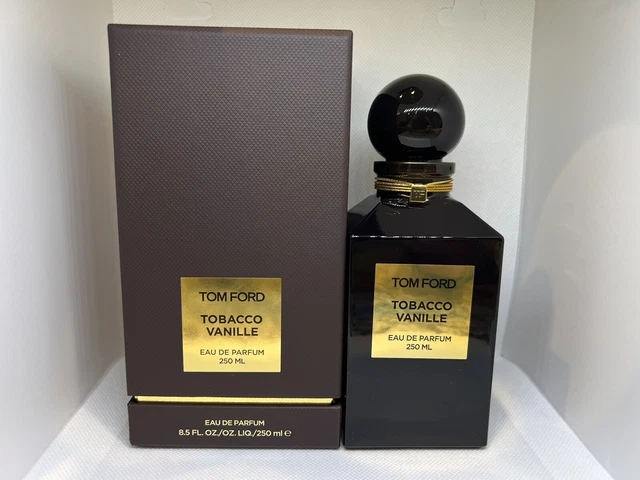 TOM FORD
TOBACCO
VANILLE
EAU DE PARFUM
250 ML
EAU DE PARFUM
8.5 FL. OZ./OZ. LIQ./250 ml ℮
TOM FORD
TOBACCO
VANILLE
EAU DE PARFUM
250 ML